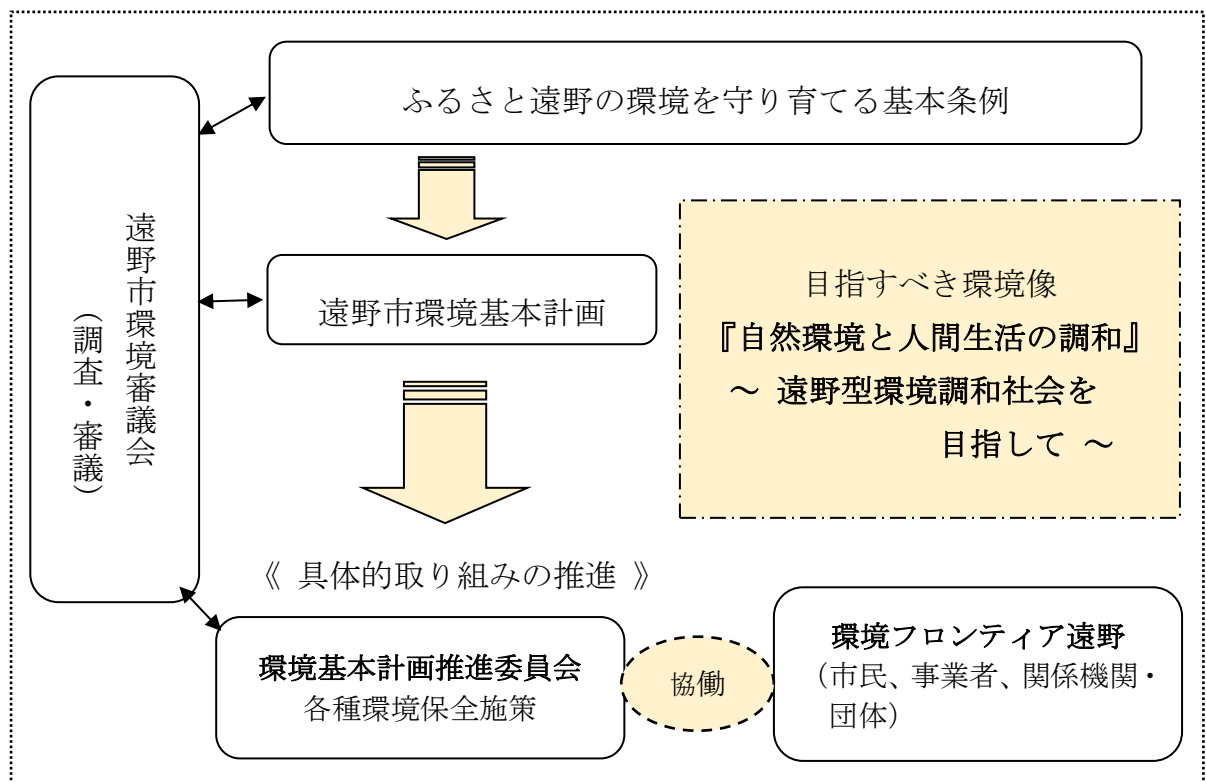 ふるさと遠野の環境を守り育てる基本条例
遠野市環境審議会
（調査・審議）
遠野市環境基本計画
目指すべき環境像
『自然環境と人間生活の調和』
～ 遠野型環境調和社会を
目指して ～
《 具体的取り組みの推進 》
環境基本計画推進委員会
各種環境保全施策
協働
環境フロンティア遠野
（市民、事業者、関係機関・
団体）